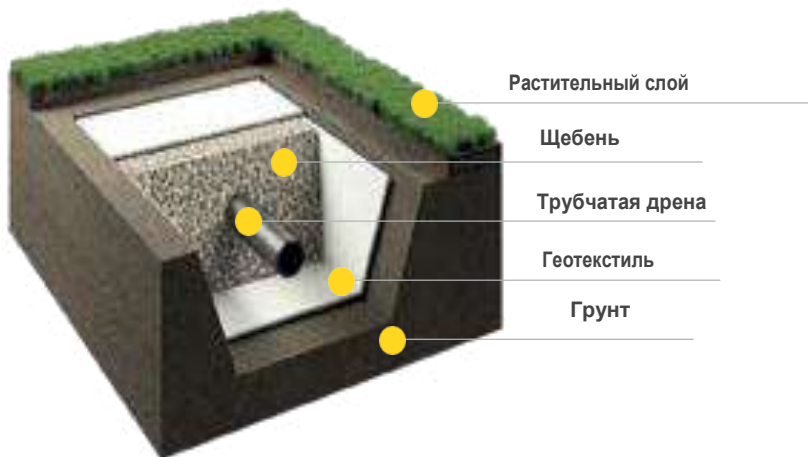 Растительный слой
Щебень
Трубчатая дрена
Геотекстиль
Грунт